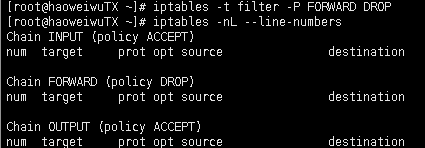 [root@haoweiwuTX ~]# iptables -t filter -P FORWARD DROP
[root@haoweiwuTX ~]# iptables -nL --line-numbers
Chain INPUT (policy ACCEPT)
num  target     prot opt source               destination

Chain FORWARD (policy DROP)
num  target     prot opt source               destination

Chain OUTPUT (policy ACCEPT)
num  target     prot opt source               destination